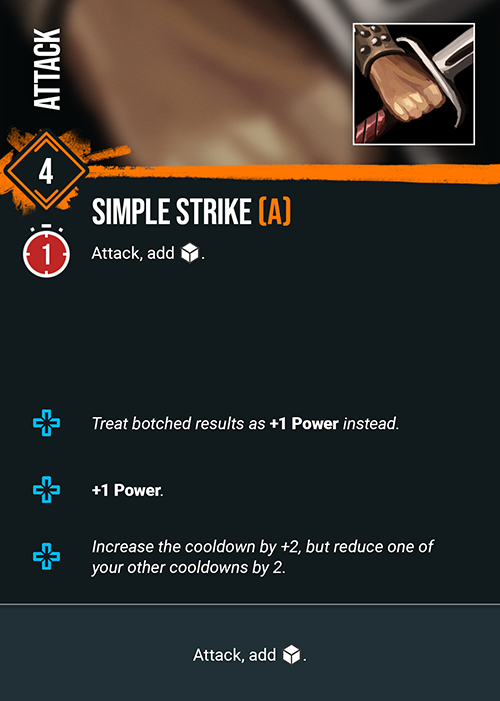 ATTACK
4
SIMPLE STRIKE (A)
1
Attack, add .
Treat botched results as +1 Power instead.
+1 Power.
Increase the cooldown by +2, but reduce one of
your other cooldowns by 2.
Attack, add .